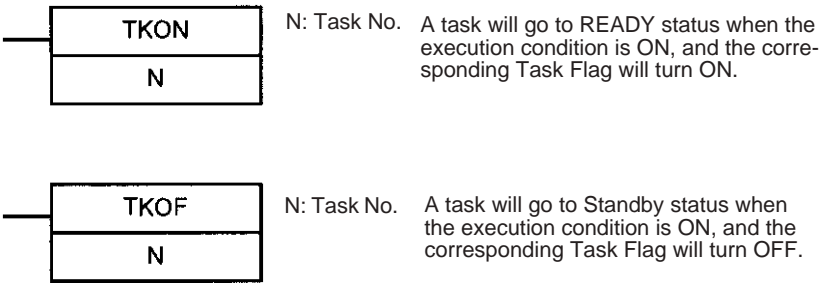 TKON
N
N: Task No.
A task will go to READY status when the
execution condition is ON, and the corre-
sponding Task Flag will turn ON.
TKOF
N
N: Task No.
A task will go to Standby status when
the execution condition is ON, and the
corresponding Task Flag will turn OFF.